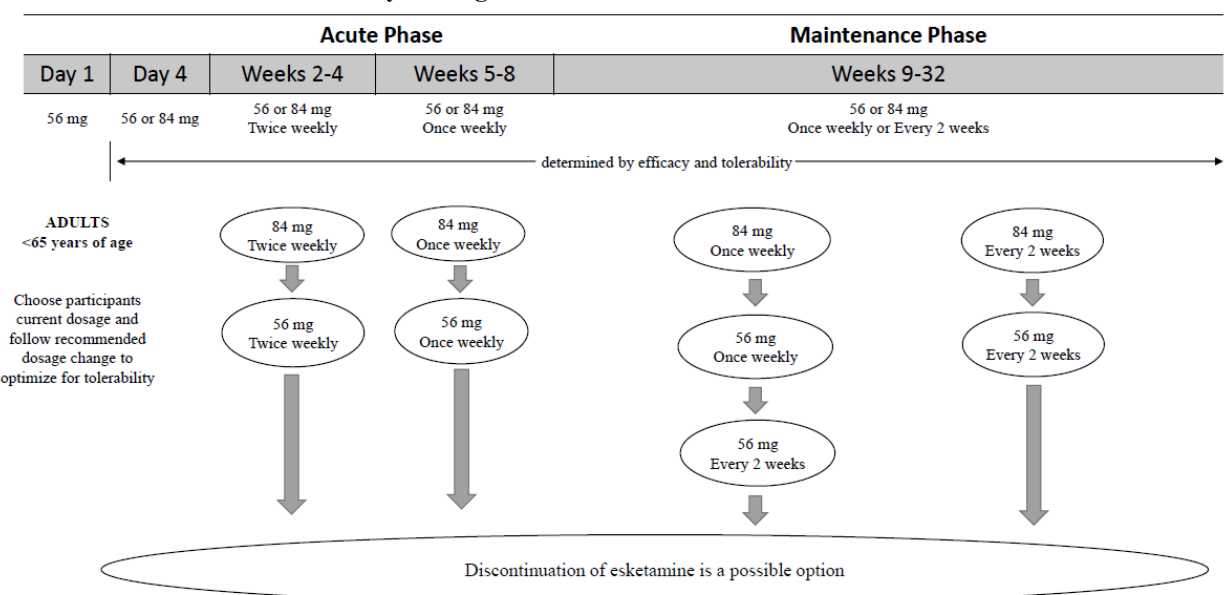 Acute Phase
Maintenance Phase
Day 1
Day 4
Weeks 2-4
Weeks 5-8
Weeks 9-32
56 mg
56 or 84 mg
56 or 84 mg
Twice weekly
56 or 84 mg
Once weekly
56 or 84 mg
Once weekly or Every 2 weeks
determined by efficacy and tolerability
ADULTS
<65 years of age
Choose participants
current dosage and
follow recommended
dosage change to
optimize for tolerability
84 mg
Twice weekly
56 mg
Twice weekly
84 mg
Once weekly
56 mg
Once weekly
84 mg
Once weekly
56 mg
Once weekly
56 mg
Every 2 weeks
84 mg
Every 2 weeks
56 mg
Every 2 weeks
Discontinuation of esketamine is a possible option